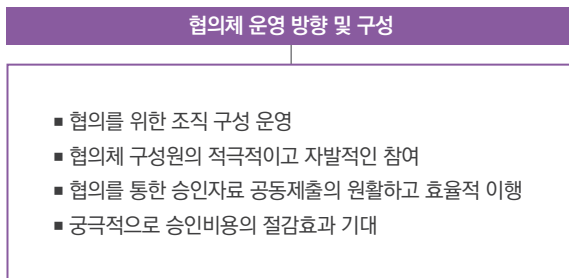 협의체 운영 방향 및 구성
▪ 협의를 위한 조직 구성 운영
▪ 협의체 구성원의 적극적이고 자발적인 참여
▪ 협의를 통한 승인자료 공동제출의 원활하고 효율적 이행
▪ 궁극적으로 승인비용의 절감효과 기대